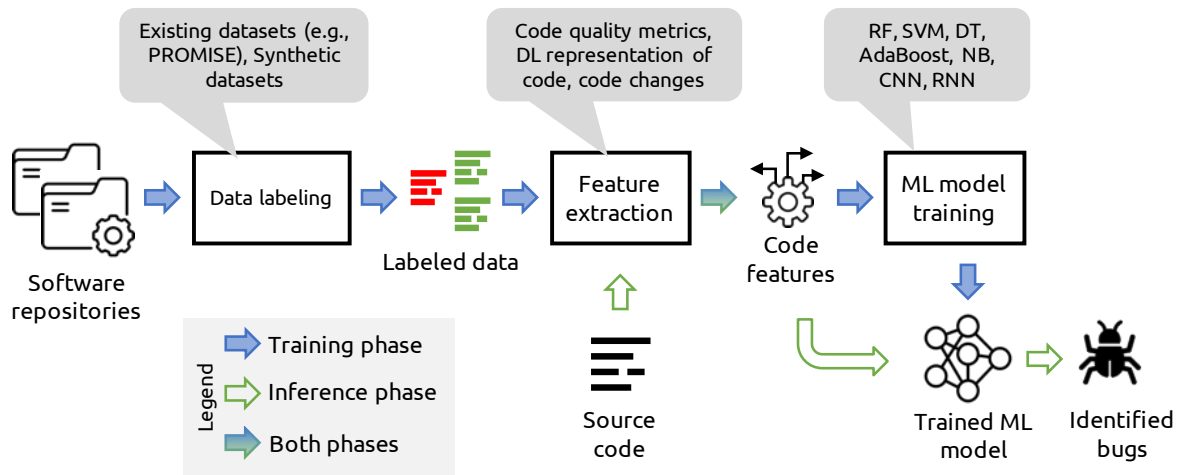 Existing datasets (e.g.,
PROMISE), Synthetic
datasets
Code quality metrics,
DL representation of
code, code changes
RF, SVM, DT,
AdaBoost, NB,
CNN, RNN
Data labeling
Feature
extraction
ML model
training
Software
repositories
Labeled data
Code
features
Legend
Training phase
Inference phase
Both phases
Source
code
Trained ML
model
Identified
bugs